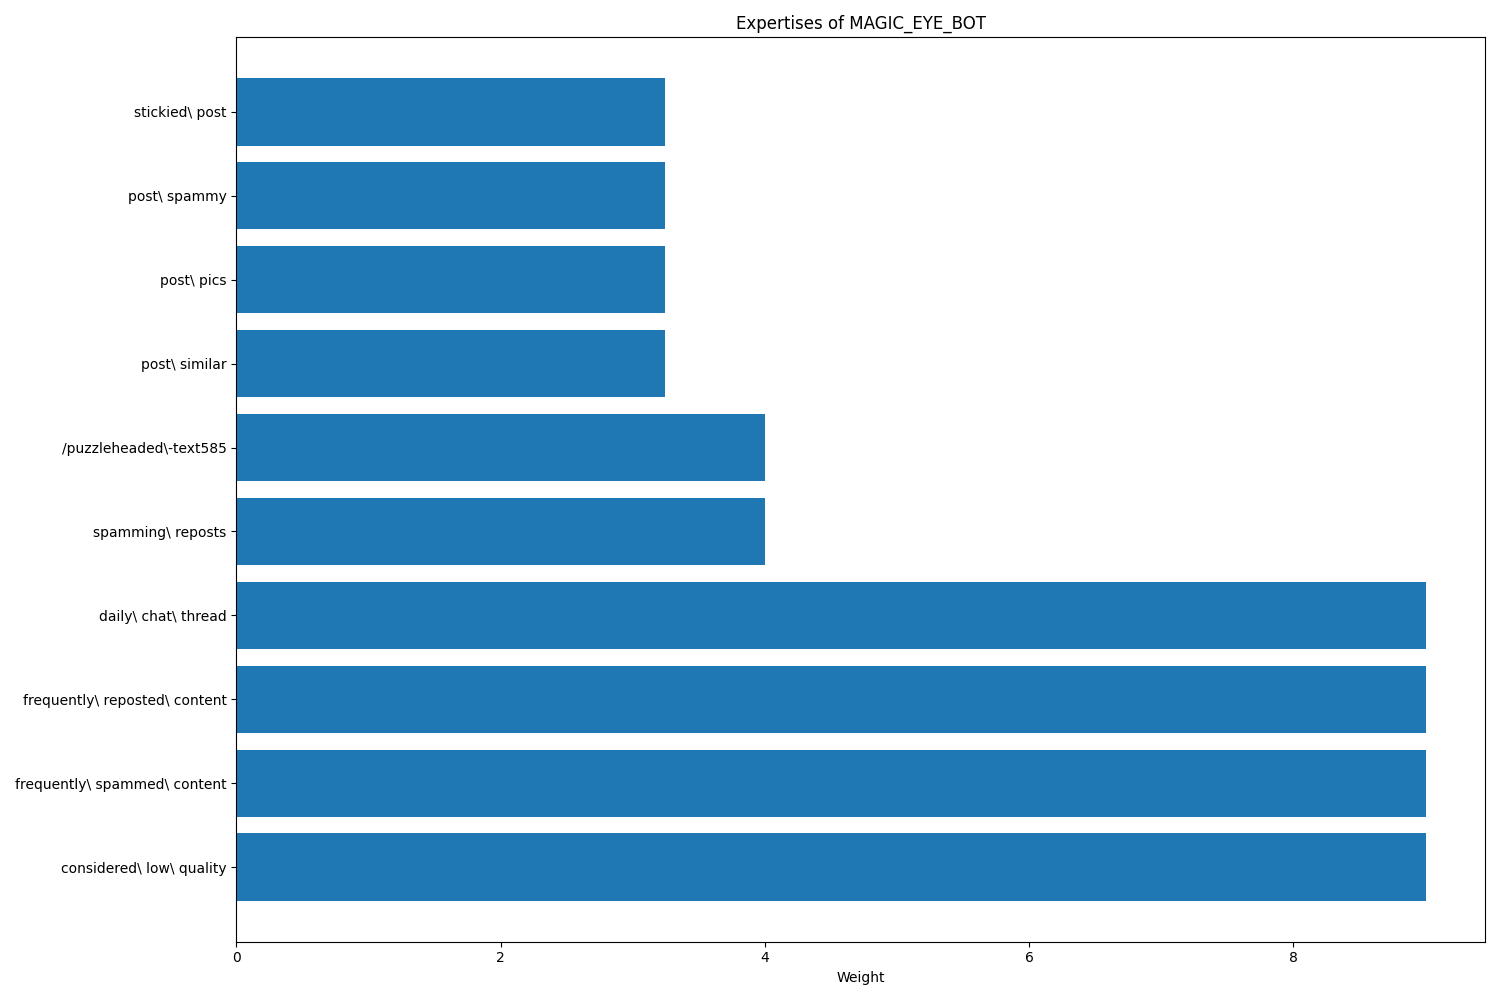 Expertises of MAGIC_EYE_BOT
stickied\ post
post\ spammy
post\ pics
post\ similar
/puzzleheaded\-text585
spamming\ reposts
daily\ chat\ thread
frequently\ reposted\ content
frequently\ spammed\ content
considered\ low\ quality
0 2 4 6 8
Weight